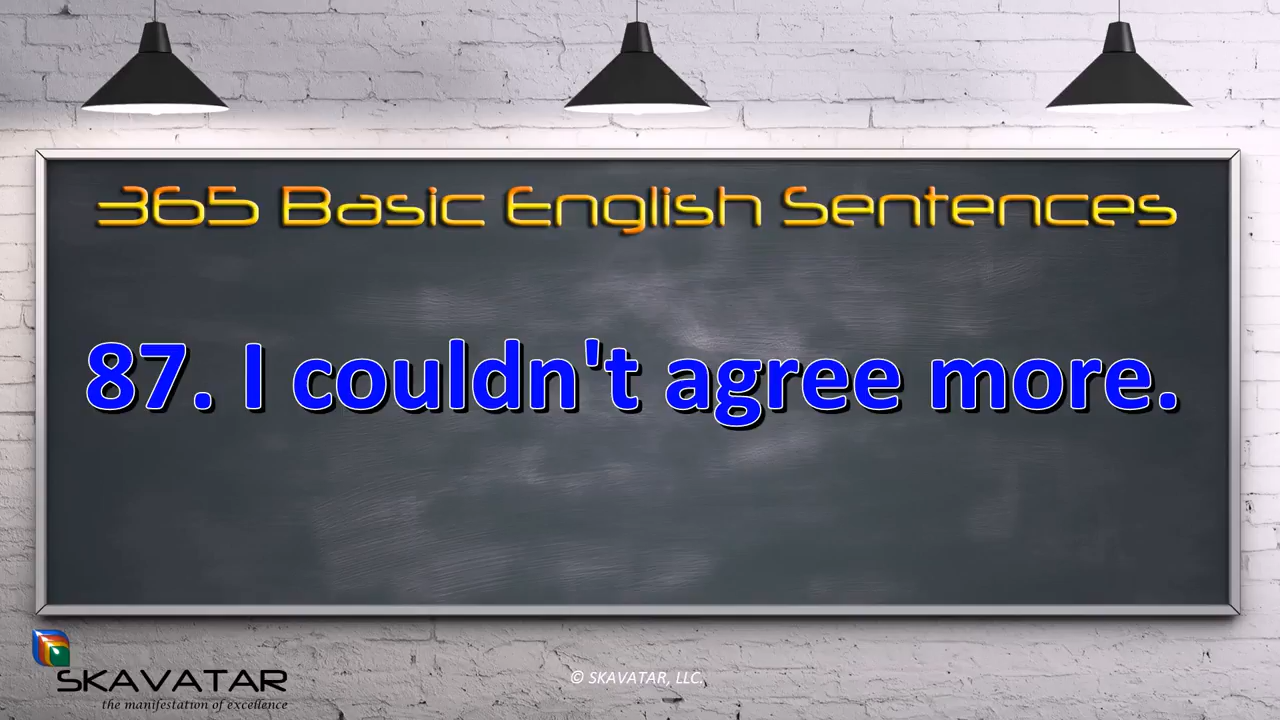 365 Basic English Sentences
87. I couldn't agree more.
SKAVATAR
the manifestation of excellence
© SKAVATAR, LLC.